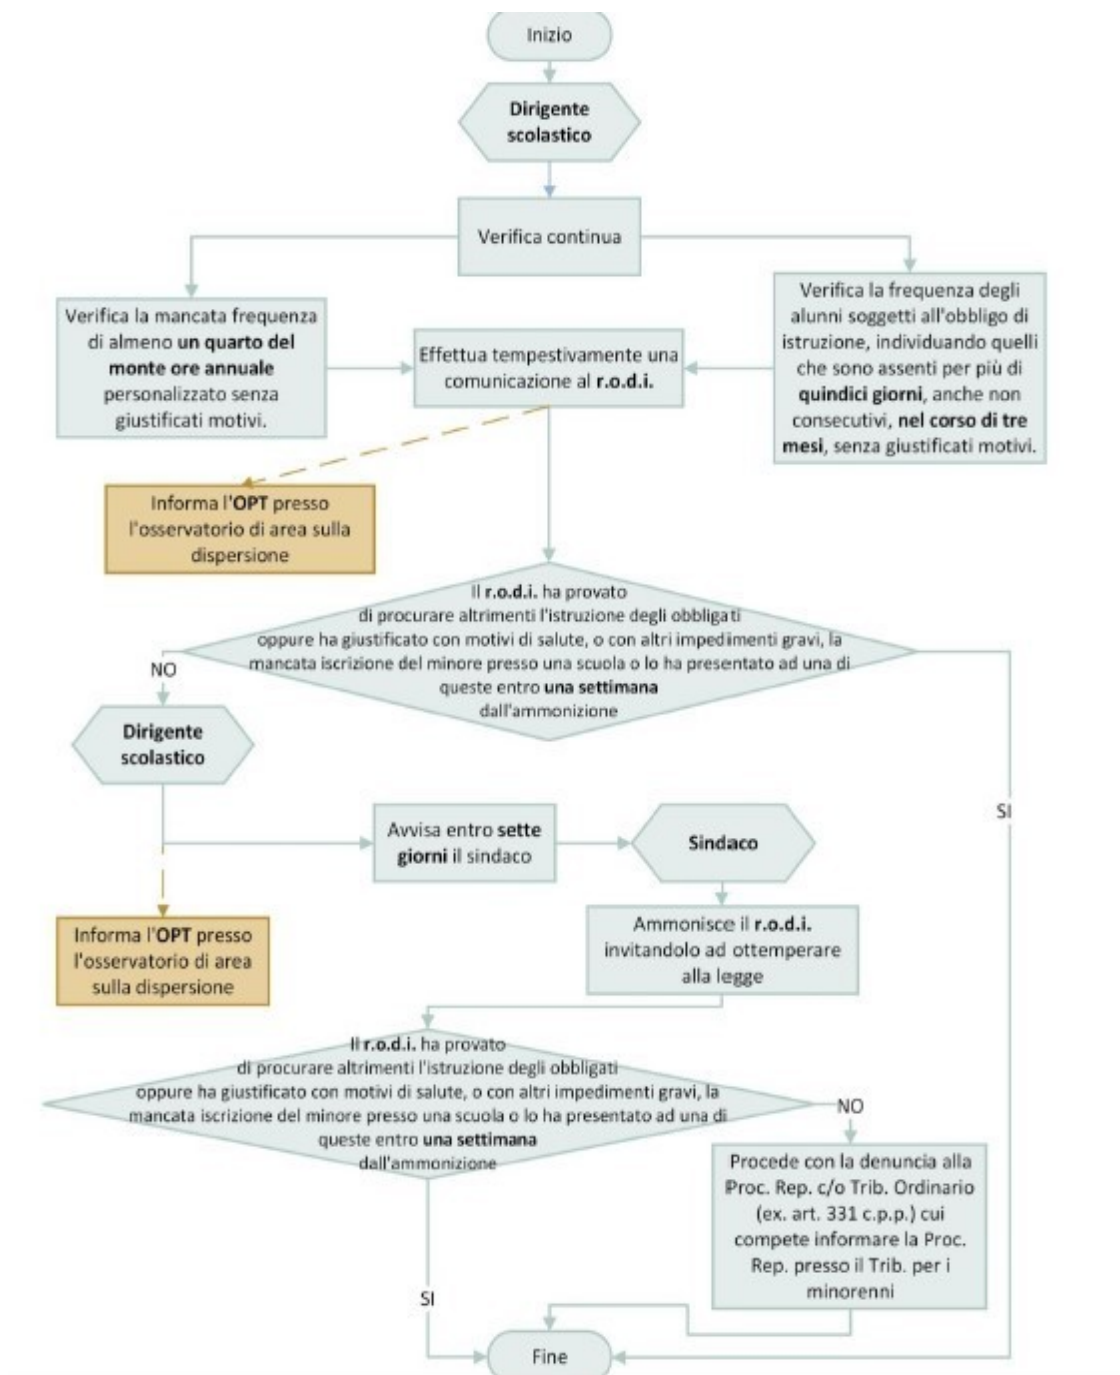 Inizio
Dirigente
scolastico
Verifica continua
Verifica la mancata frequenza
di almeno un quarto del
monte ore annuale
personalizzato senza
giustificati motivi.
Effettua tempestivamente una
comunicazione al r.o.d.i.
Verifica la frequenza degli
alunni soggetti all'obbligo di
istruzione, individuando quelli
che sono assenti per più di
quindici giorni, anche non
consecutivi, nel corso di tre
mesi, senza giustificati motivi.
Informa l'OPT presso
l'osservatorio di area sulla
dispersione
Il r.o.d.i. ha provato
di procurare altrimenti l'istruzione degli obbligati
oppure ha giustificato con motivi di salute, o con altri impedimenti gravi, la
mancata iscrizione del minore presso una scuola o lo ha presentato ad una di
queste entro una settimana
dall'ammonizione
NO
Dirigente
scolastico
SI
Avvisa entro sette
giorni il sindaco
Sindaco
Informa l'OPT presso
l'osservatorio di area
sulla dispersione
Ammonisce il r.o.d.i.
invitandolo ad ottemperare
alla legge
Il r.o.d.i. ha provato
di procurare altrimenti l'istruzione degli obbligati
oppure ha giustificato con motivi di salute, o con altri impedimenti gravi, la
mancata iscrizione del minore presso una scuola o lo ha presentato ad una di
queste entro una settimana
dall'ammonizione
NO
Procede con la denuncia alla
Proc. Rep. c/o Trib. Ordinario
(ex. art. 331 c.p.p.) cui
compete informare la Proc.
Rep. presso il Trib. per i
minorenni
SI
Fine